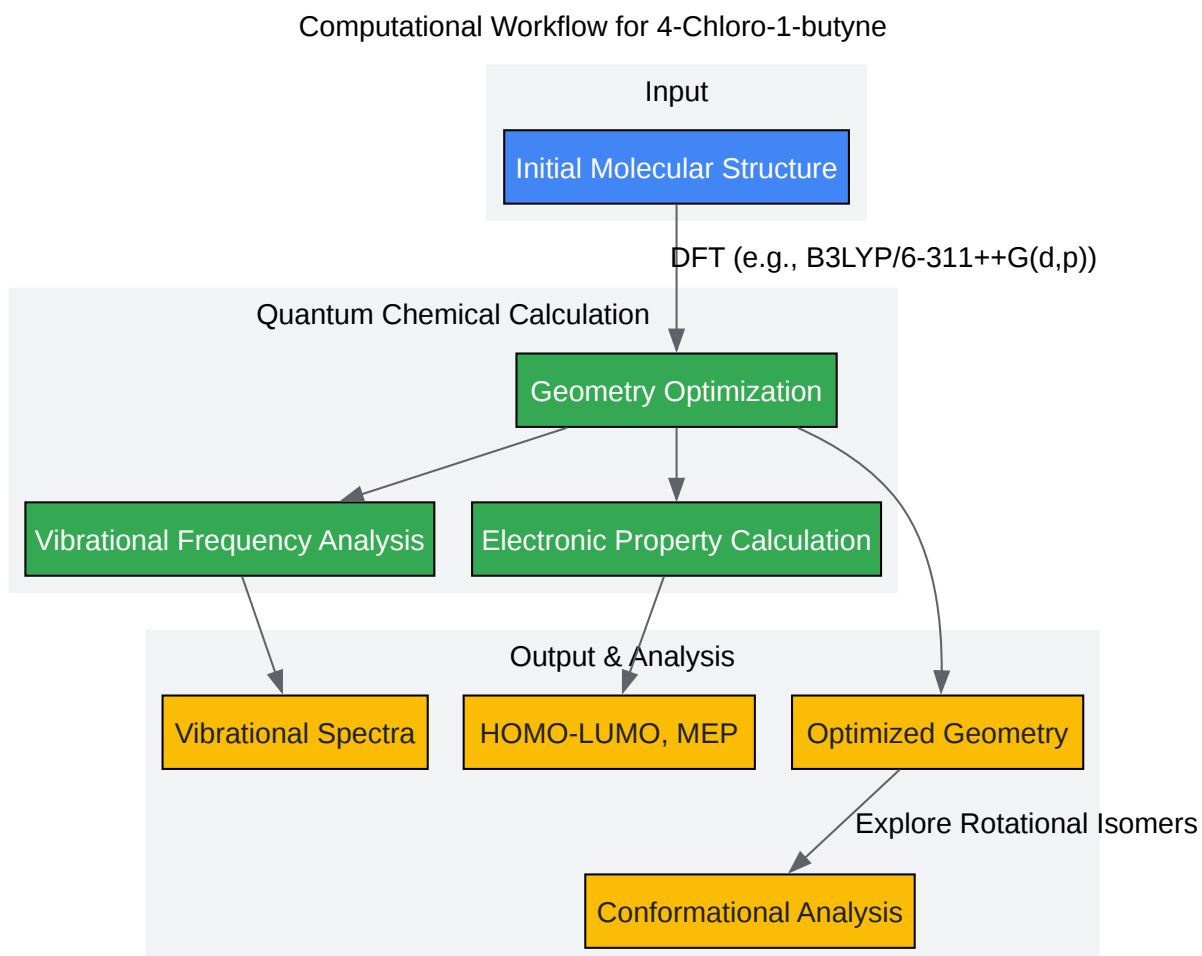 Computational Workflow for 4-Chloro-1-butyne
Input
Initial Molecular Structure
DFT (e.g., B3LYP/6-311++G(d,p))
Quantum Chemical Calculation
Geometry Optimization
Vibrational Frequency Analysis
Electronic Property Calculation
Output & Analysis
Vibrational Spectra
HOMO-LUMO, MEP
Optimized Geometry
Explore Rotational Isomers
Conformational Analysis